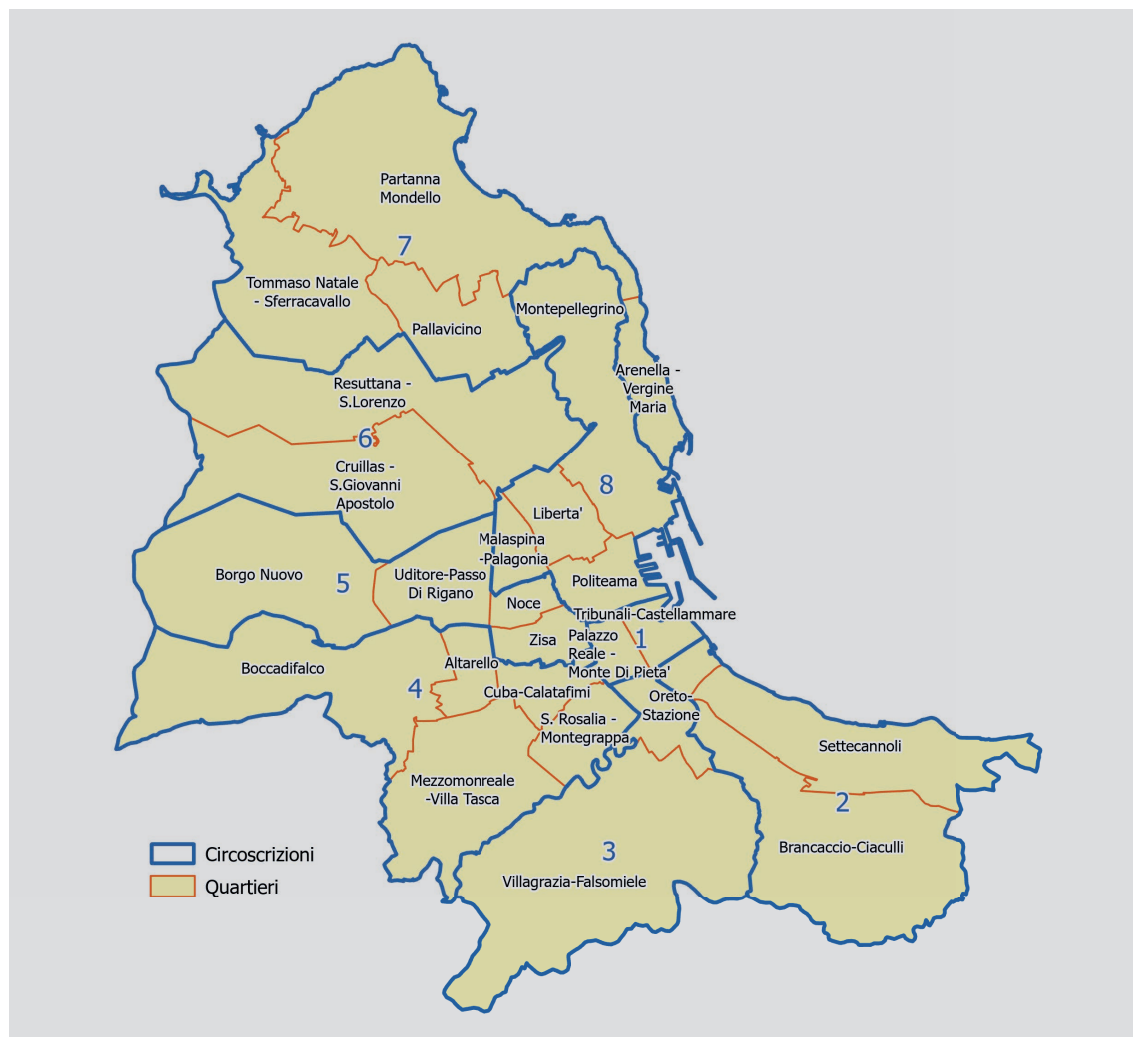 Partanna
Mondello
7
Tommaso Natale
- Sferracavallo
Pallavicino
Montepellegrino
Arenella -
Vergine
Maria
Resuttana -
S.Lorenzo
6
Cruillas -
S.Giovanni
Apostolo
8
Liberta'
Malaspina
-Palagonia
Borgo Nuovo
5
Uditore-Passo
Di Rigano
Politeama
Noce
Tribunali-Castellammare
Zisa
Palazzo
Reale -
Monte Di Pieta'
1
Boccadifalco
Altarello
4
Cuba-Calatafimi
Oreto-
Stazione
S. Rosalia -
Montegrappa
Settecannoli
Mezzomonreale
-Villa Tasca
2
Brancaccio-Ciaculli
3
Villagrazia-Falsomiele
Circoscrizioni
Quartieri